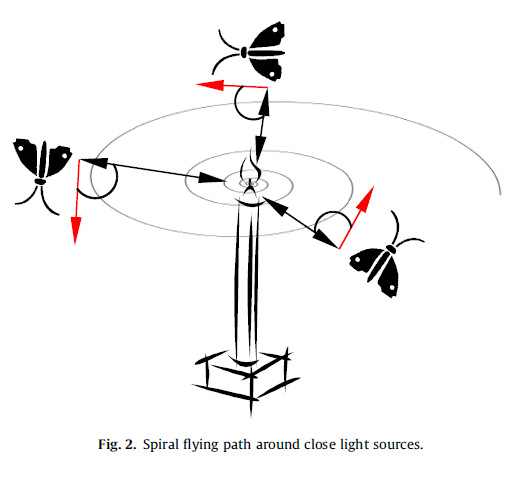 Fig. 2. Spiral flying path around close light sources.